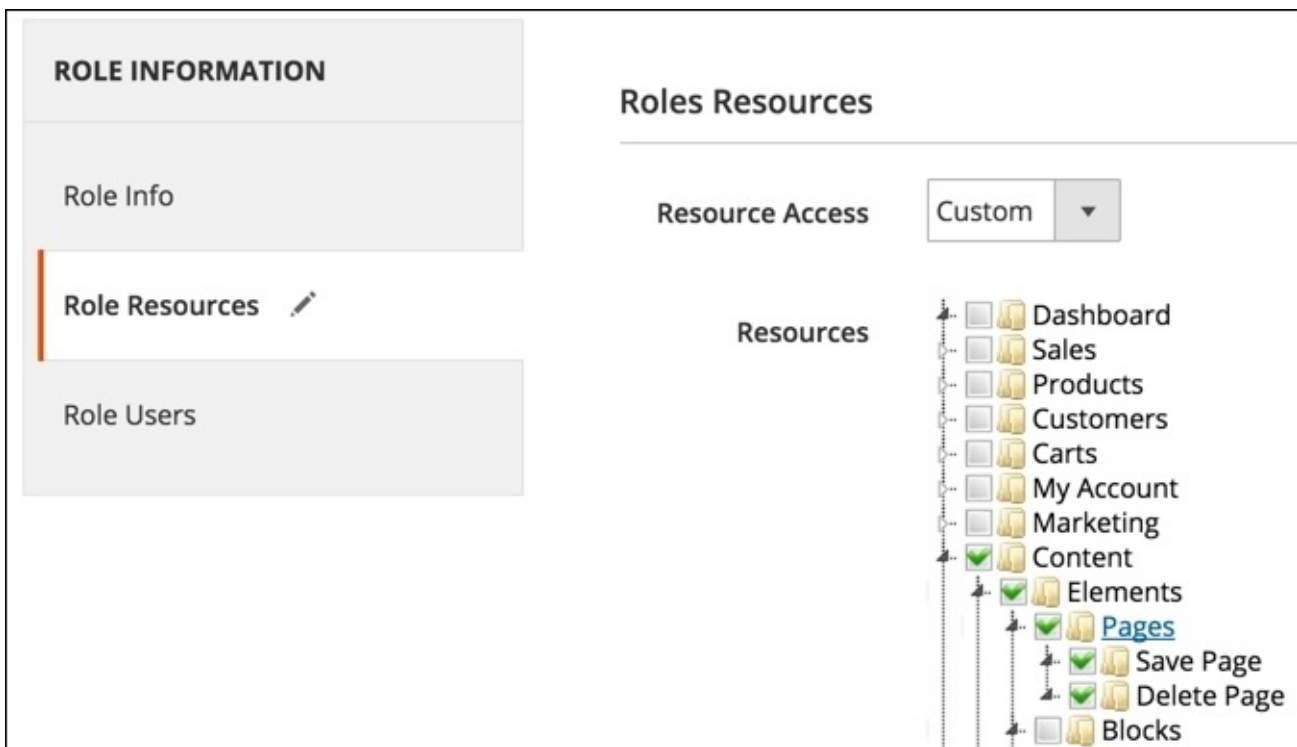 ROLE INFORMATION
Role Info
Role Resources
Role Users
Roles Resources
Resource Access Custom
Resources
Dashboard
Sales
Products
Customers
Carts
My Account
Marketing
Content
Elements
Pages
Save Page
Delete Page
Blocks